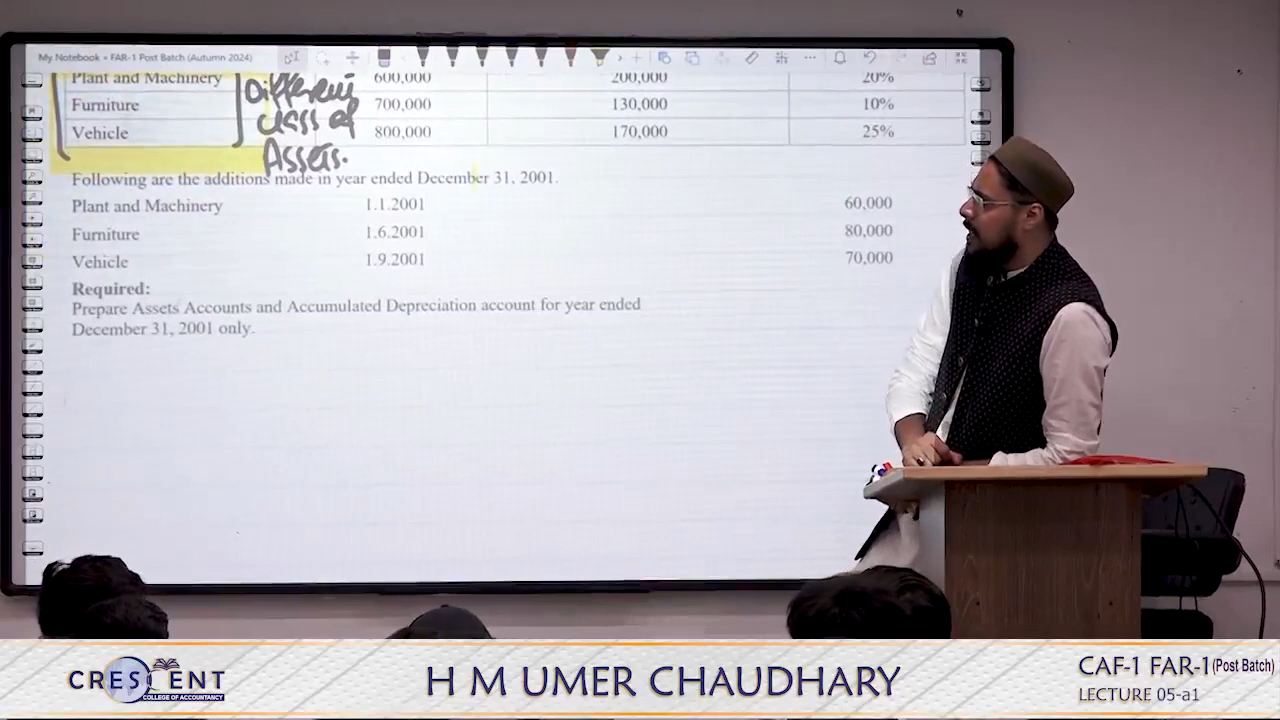 My Notebook • FAR-1 Post Batch (Autumn 2024)
Plant and Machinery 600,000 200,000 20%
Furniture 700,000 130,000 10%
Vehicle 800,000 170,000 25%
Different
class of
Assets.
Following are the additions made in year ended December 31, 2001.
Plant and Machinery 1.1.2001 60,000
Furniture 1.6.2001 80,000
Vehicle 1.9.2001 70,000
Required:
Prepare Assets Accounts and Accumulated Depreciation account for year ended
December 31, 2001 only.
CRESCENT
COLLEGE OF ACCOUNTANCY
H M UMER CHAUDHARY
CAF-1 FAR-1 (Post Batch)
LECTURE 05-a1